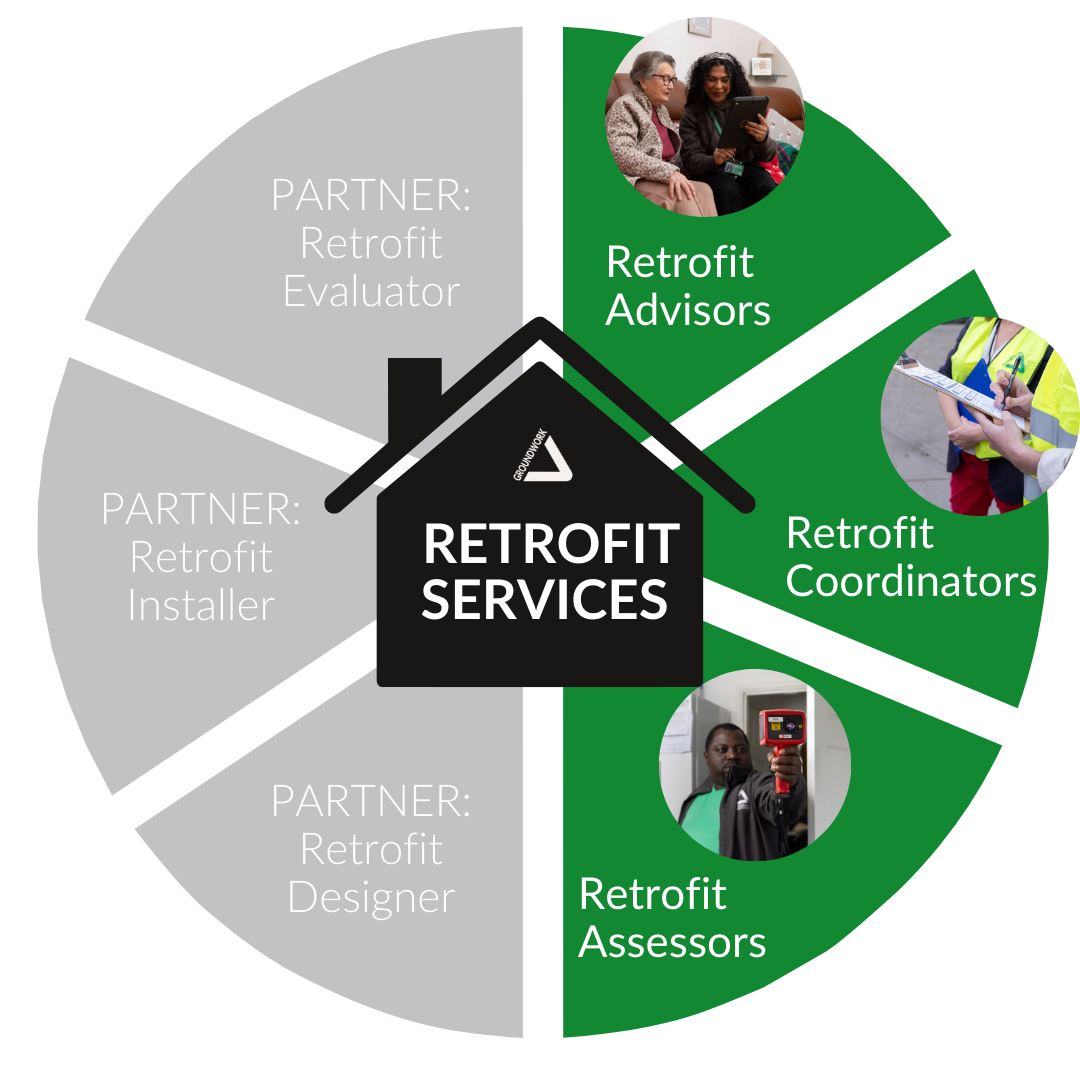 PARTNER:
Retrofit
Evaluator
Retrofit
Advisors
PARTNER:
Retrofit
Installer
GROUNDWORK
RETROFIT
SERVICES
Retrofit
Coordinators
PARTNER:
Retrofit
Designer
Retrofit
Assessors